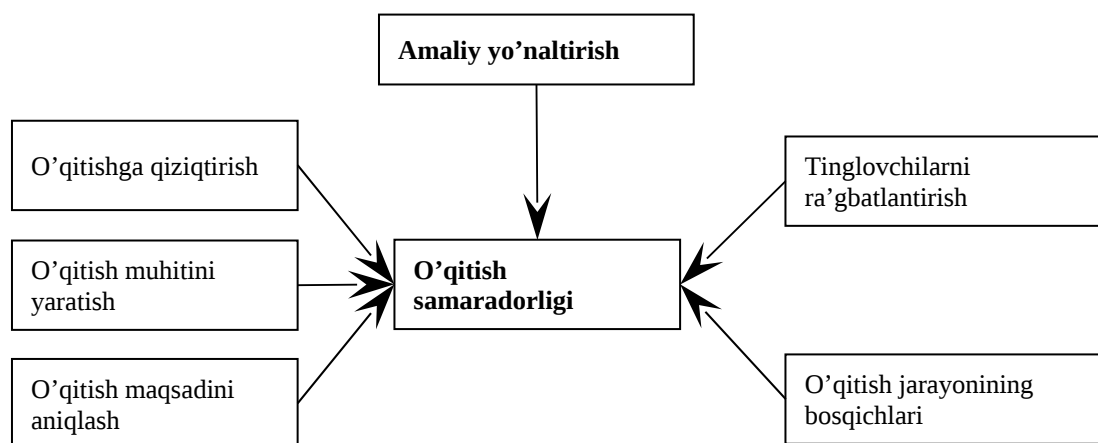 Amaliy yo’naltirish
O’qitishga qiziqtirish
O’qitish muhitini
yaratish
O’qitish maqsadini
aniqlash
O’qitish
samaradorligi
Tinglovchilarni
ra’gbatlantirish
O’qitish jarayonining
bosqichlari